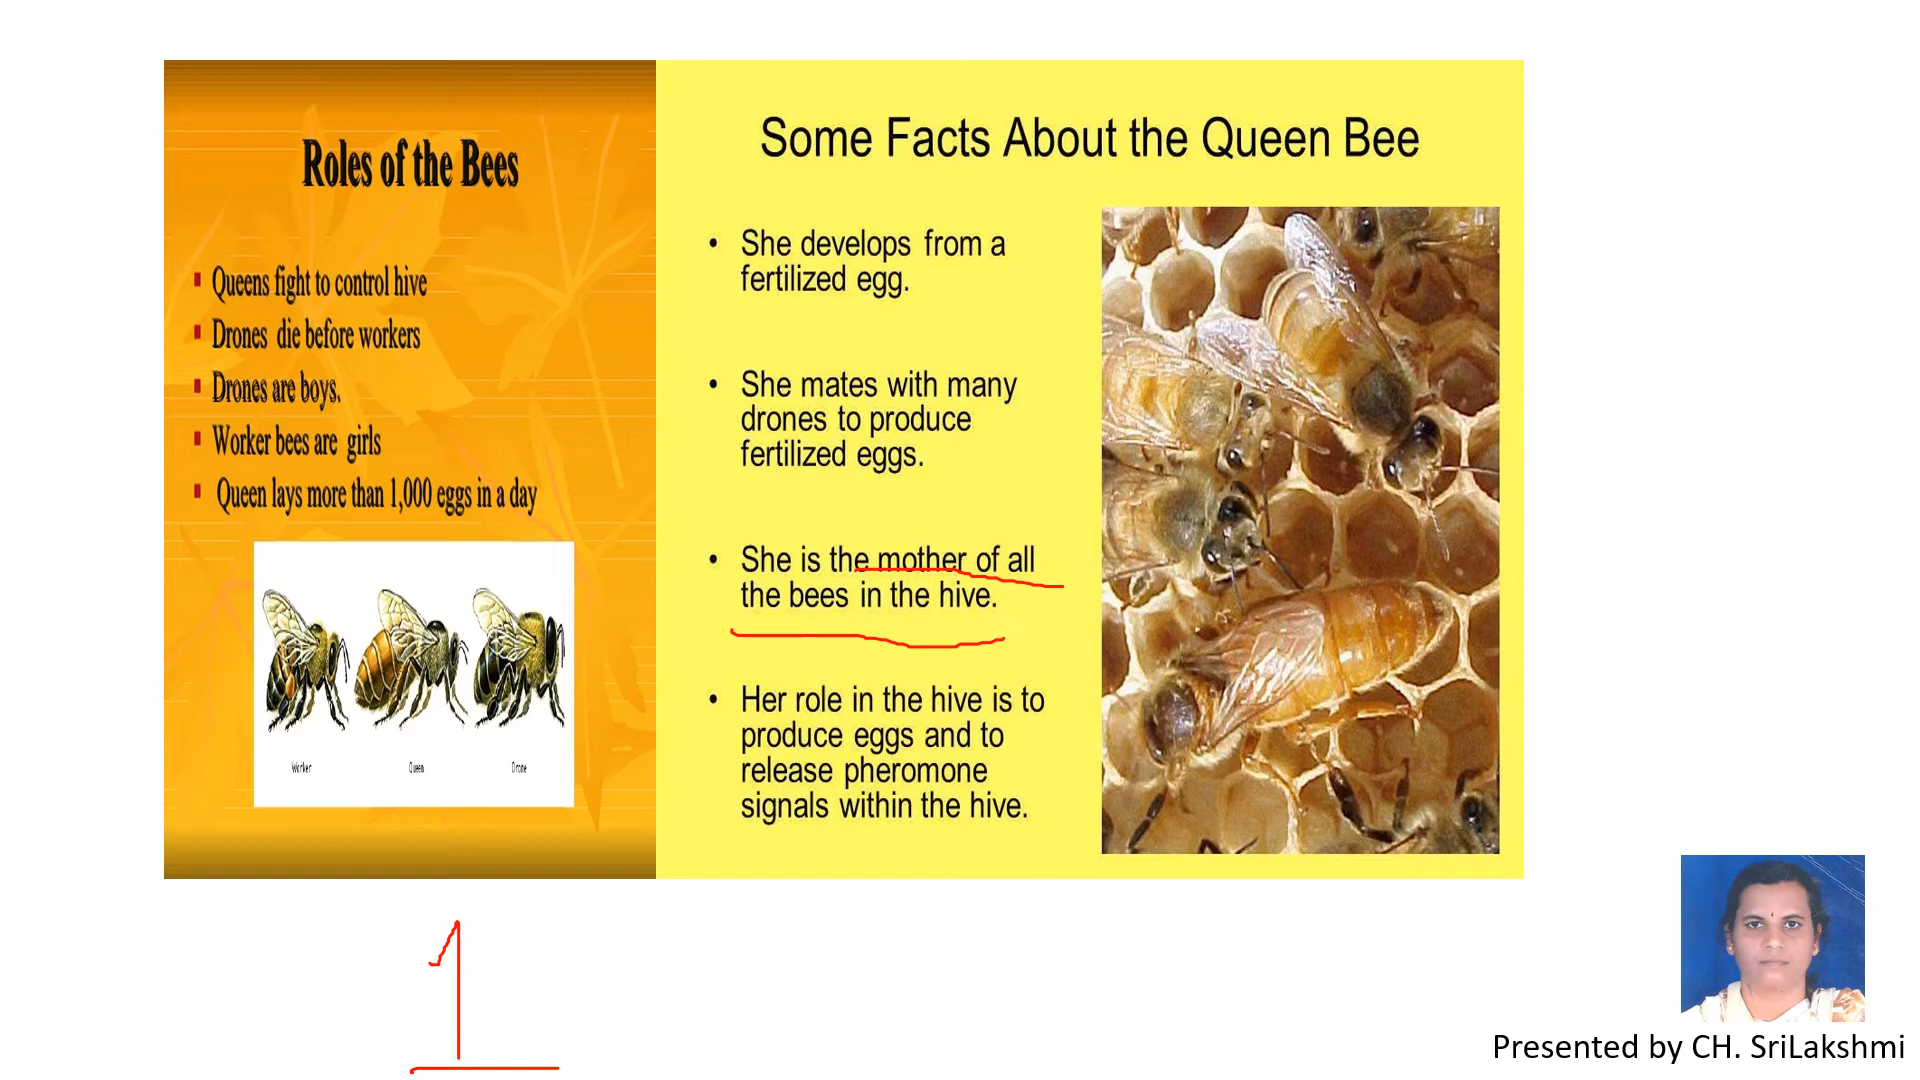 Roles of the Bees
Queens fight to control hive
Drones die before workers
Drones are boys.
Worker bees are girls
Queen lays more than 1,000 eggs in a day
Worker
Queen
Drone
Some Facts About the Queen Bee
• She develops from a
fertilized egg.
• She mates with many
drones to produce
fertilized eggs.
• She is the mother of all
the bees in the hive.
• Her role in the hive is to
produce eggs and to
release pheromone
signals within the hive.
1
Presented by CH. SriLakshmi